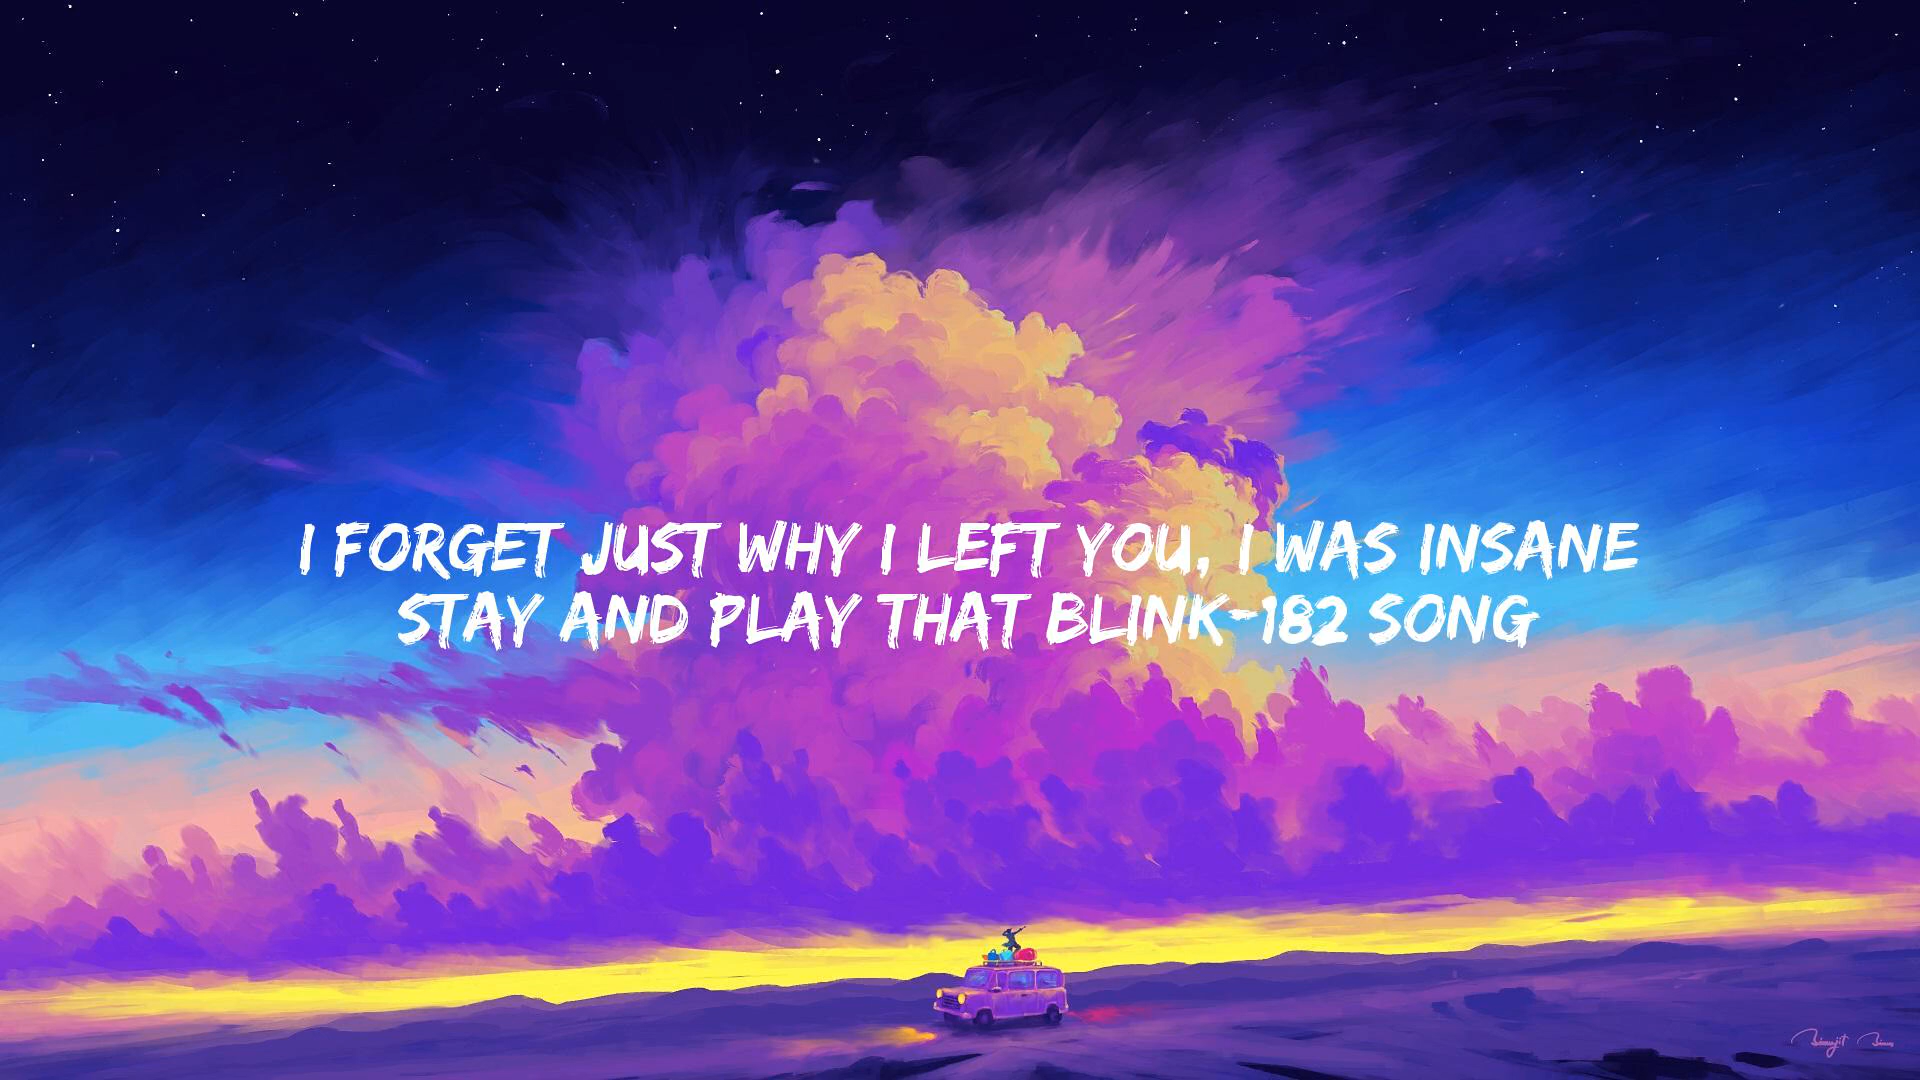 I FORGET JUST WHY I LEFT YOU, I WAS INSANE
STAY AND PLAY THAT BLINK-182 SONG